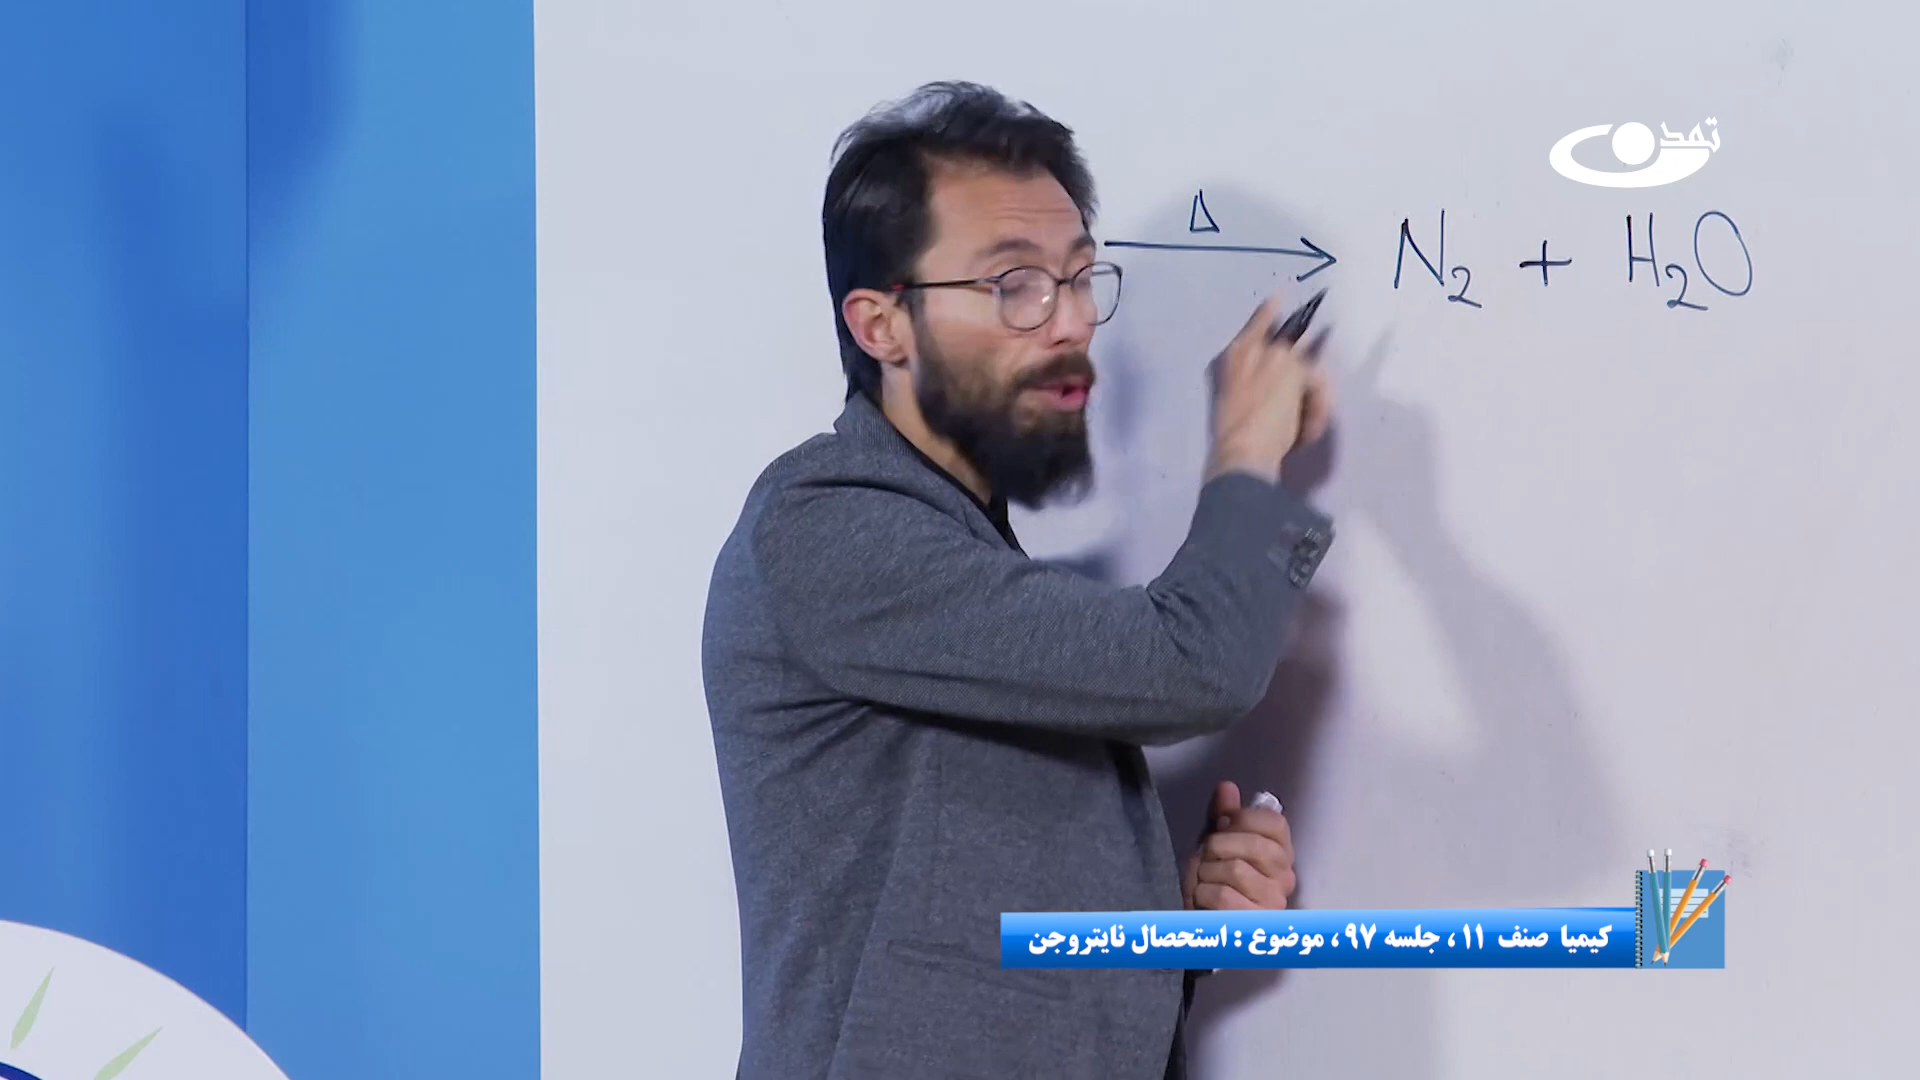 تمدن
Δ
→ N₂ + H₂O
کیمیا صنف ۱۱، جلسه ۹۷، موضوع : استحصال نایتروجن